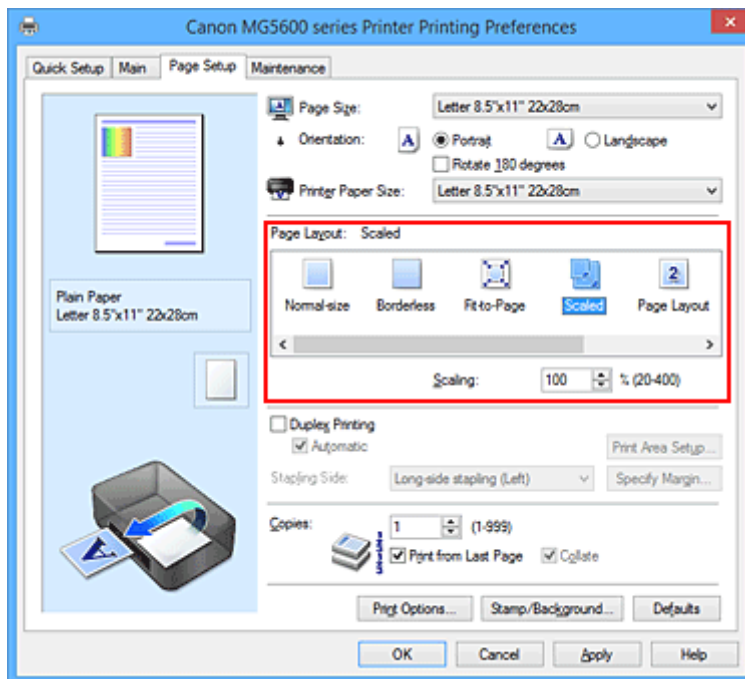 Canon MG5600 series Printer Printing Preferences
Quick Setup Main Page Setup Maintenance
Page Size: Letter 8.5"x11" 22x28cm
Orientation: A Portrait A Landscape
Rotate 180 degrees
Printer Paper Size: Letter 8.5"x11" 22x28cm
Page Layout: Scaled
Normal-size Borderless Fit-to-Page Scaled 2 Page Layout
Scaling: 100 % (20-400)
Plain Paper
Letter 8.5"x11" 22x28cm
Duplex Printing
Automatic Print Area Setup...
Stapling Side: Long-side stapling (Left) Specify Margin...
Copies: 1 (1-999)
Print from Last Page Collate
A
Print Options... Stamp/Background... Defaults
OK Cancel Apply Help